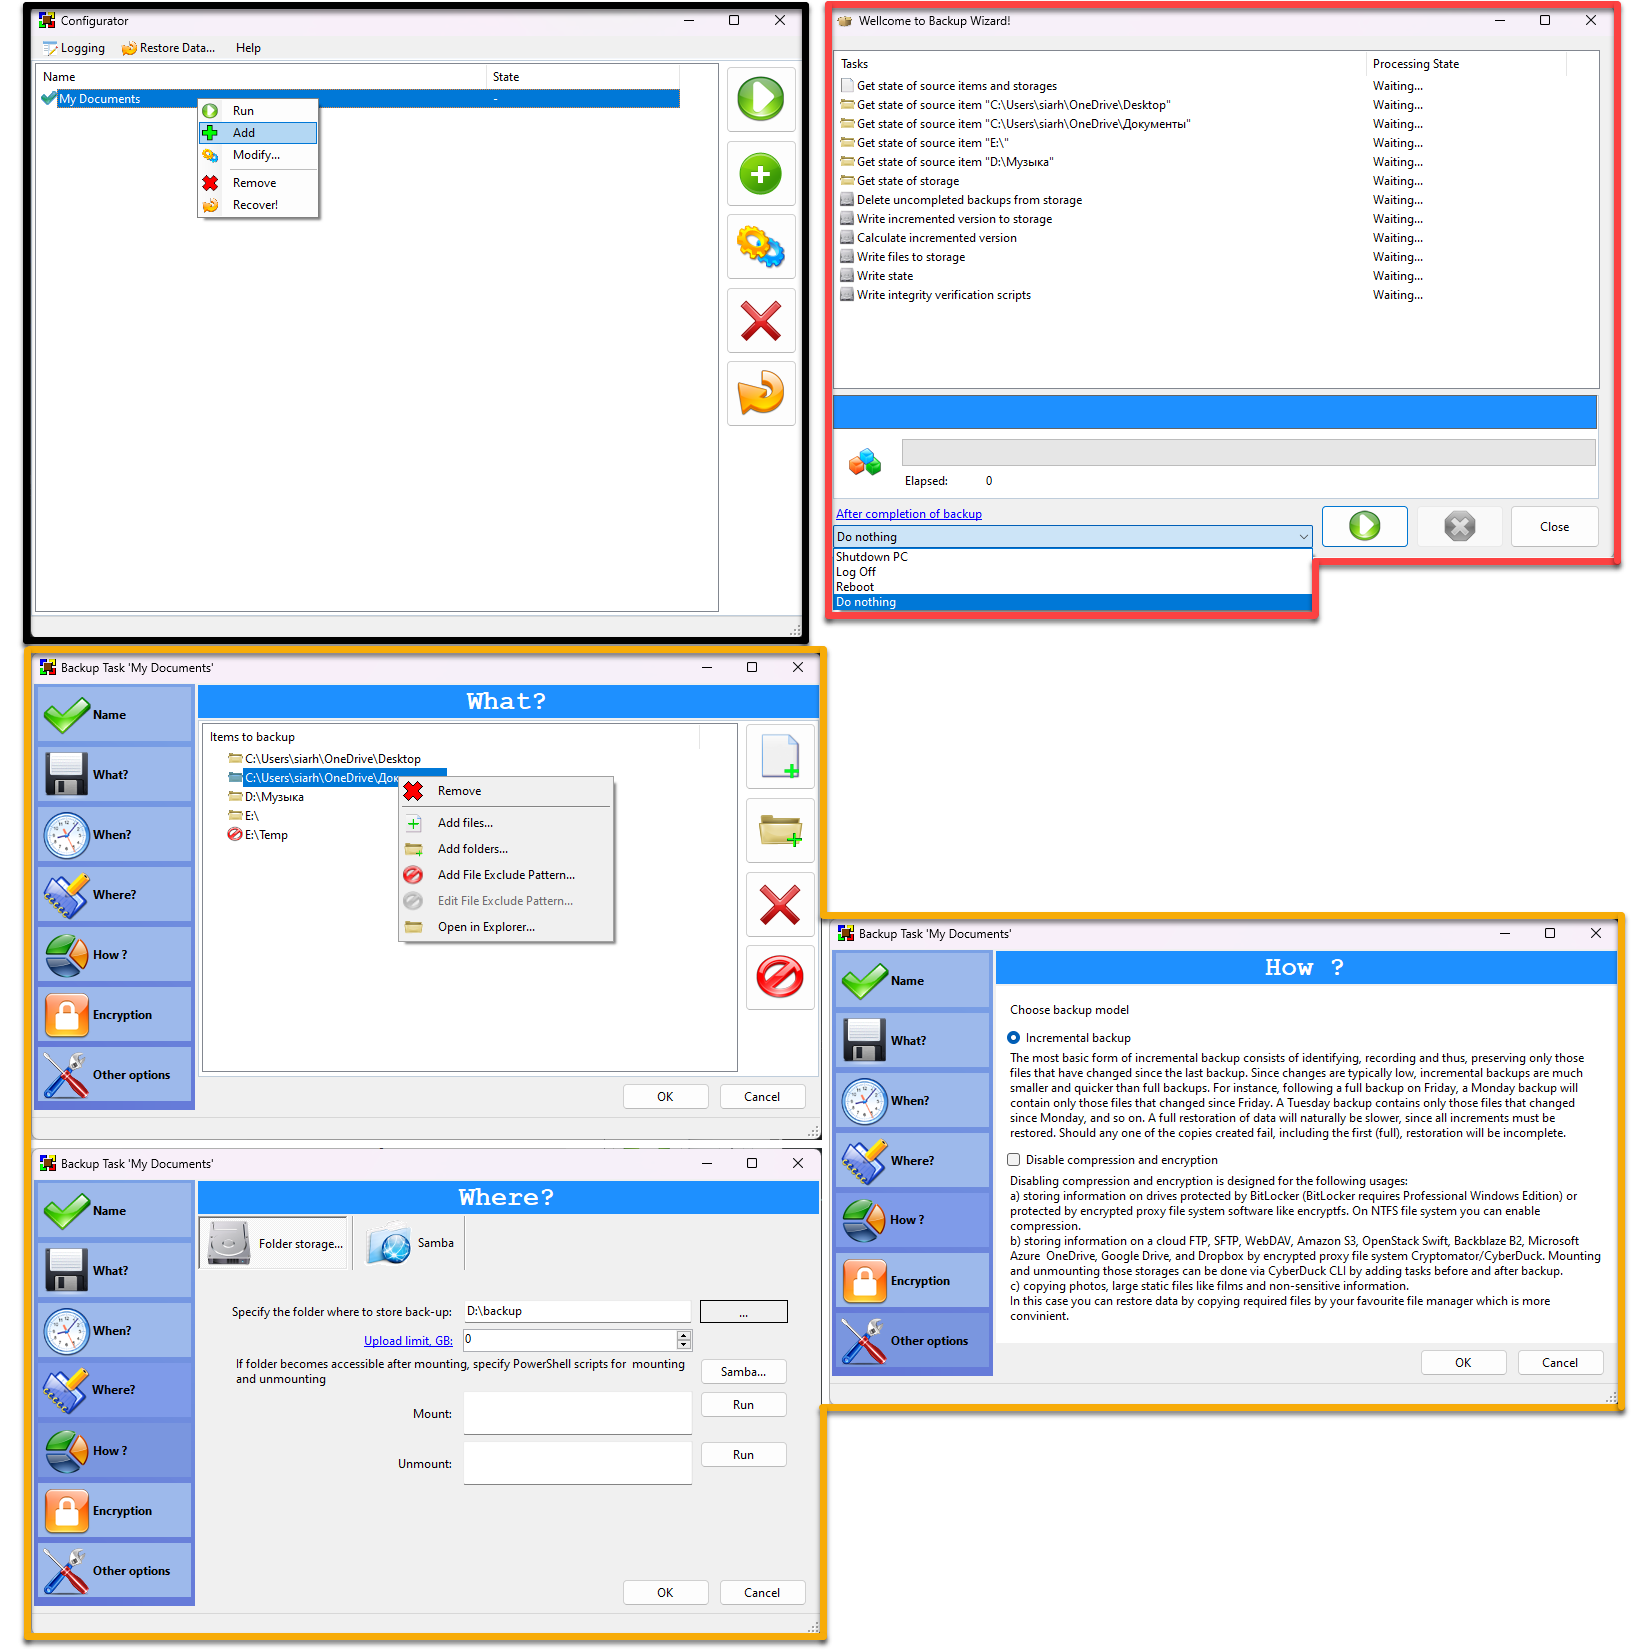 Configurator
Logging Restore Data... Help
Name State
My Documents -
Run
Add
Modify...
Remove
Recover!
Wellcome to Backup Wizard!
Tasks Processing State
Get state of source items and storages Waiting...
Get state of source item "C:\Users\siarh\OneDrive\Desktop" Waiting...
Get state of source item "C:\Users\siarh\OneDrive\Документы" Waiting...
Get state of source item "E:\" Waiting...
Get state of source item "D:\Музыка" Waiting...
Get state of storage Waiting...
Delete uncompleted backups from storage Waiting...
Write incremented version to storage Waiting...
Calculate incremented version Waiting...
Write files to storage Waiting...
Write state Waiting...
Write integrity verification scripts Waiting...
Elapsed: 0
After completion of backup
Do nothing
Close
Shutdown PC
Log Off
Reboot
Do nothing
Backup Task 'My Documents'
Name
What?
When?
Where?
How ?
Encryption
Other options
What?
Items to backup
C:\Users\siarh\OneDrive\Desktop
C:\Users\siarh\OneDrive\Док
D:\Музыка
E:\
E:\Temp
Remove
Add files...
Add folders...
Add File Exclude Pattern...
Edit File Exclude Pattern...
Open in Explorer...
OK Cancel
Backup Task 'My Documents'
Name
What?
When?
Where?
How ?
Encryption
Other options
How ?
Choose backup model
Incremental backup
The most basic form of incremental backup consists of identifying, recording and thus, preserving only those
files that have changed since the last backup. Since changes are typically low, incremental backups are much
smaller and quicker than full backups. For instance, following a full backup on Friday, a Monday backup will
contain only those files that changed since Friday. A Tuesday backup contains only those files that changed
since Monday, and so on. A full restoration of data will naturally be slower, since all increments must be
restored. Should any one of the copies created fail, including the first (full), restoration will be incomplete.
Disable compression and encryption
Disabling compression and encryption is designed for the following usages:
a) storing information on drives protected by BitLocker (BitLocker requires Professional Windows Edition) or
protected by encrypted proxy file system software like encryptfs. On NTFS file system you can enable
compression.
b) storing information on a cloud FTP, SFTP, WebDAV, Amazon S3, OpenStack Swift, Backblaze B2, Microsoft
Azure OneDrive, Google Drive, and Dropbox by encrypted proxy file system Cryptomator/CyberDuck. Mounting
and unmounting those storages can be done via CyberDuck CLI by adding tasks before and after backup.
c) copying photos, large static files like films and non-sensitive information.
In this case you can restore data by copying required files by your favourite file manager which is more
convinient.
OK Cancel
Backup Task 'My Documents'
Name
What?
When?
Where?
How ?
Encryption
Other options
Where?
Folder storage... Samba
Specify the folder where to store back-up: D:\backup ...
Upload limit, GB: 0
If folder becomes accessible after mounting, specify PowerShell scripts for mounting
and unmounting
Samba...
Mount: Run
Unmount: Run
OK Cancel